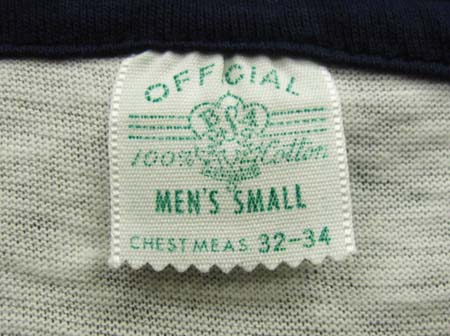 OFFICIAL
BSA
100% Cotton
MEN'S SMALL
CHEST MEAS. 32-34